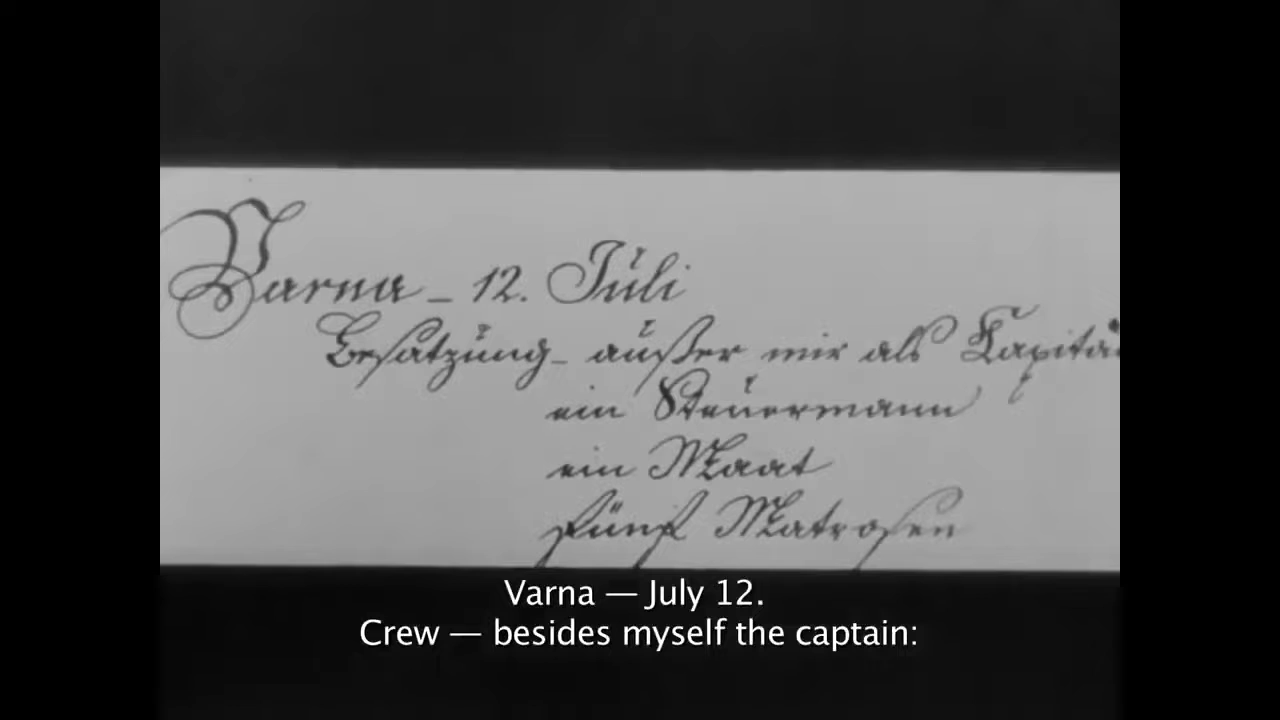 Varna – 12. Júli
Besatzung – außer mir als Kapitä
ein Steuermann
ein Maat
fünf Matrosen
Varna — July 12.
Crew — besides myself the captain: